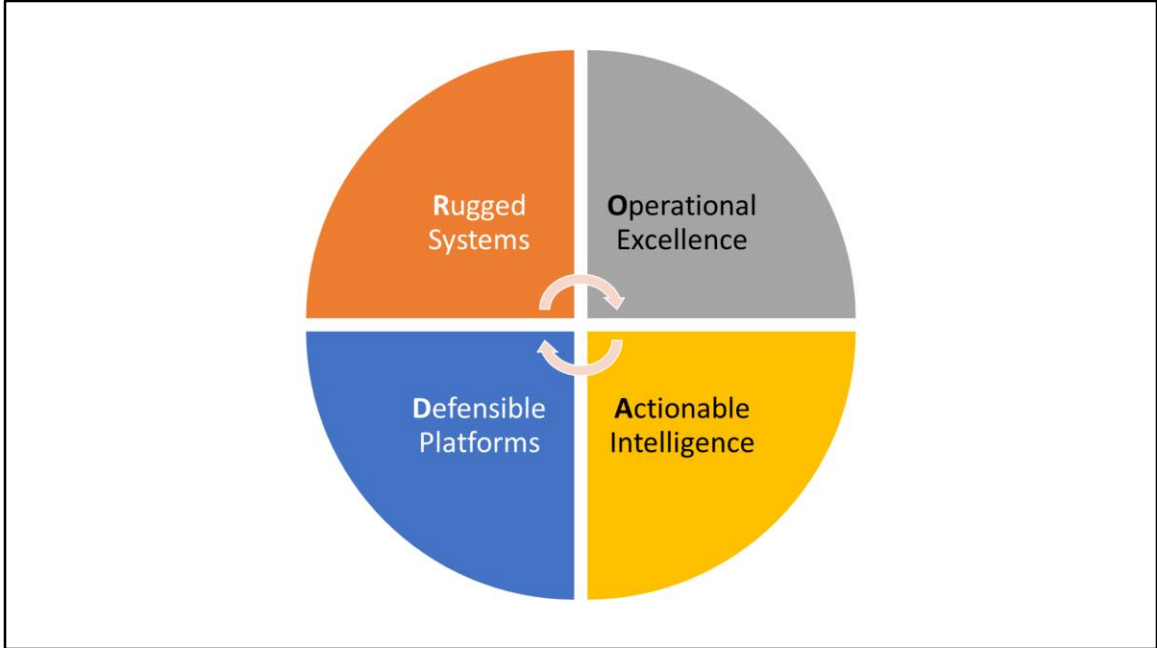 Rugged
Systems
Operational
Excellence
Defensible
Platforms
Actionable
Intelligence